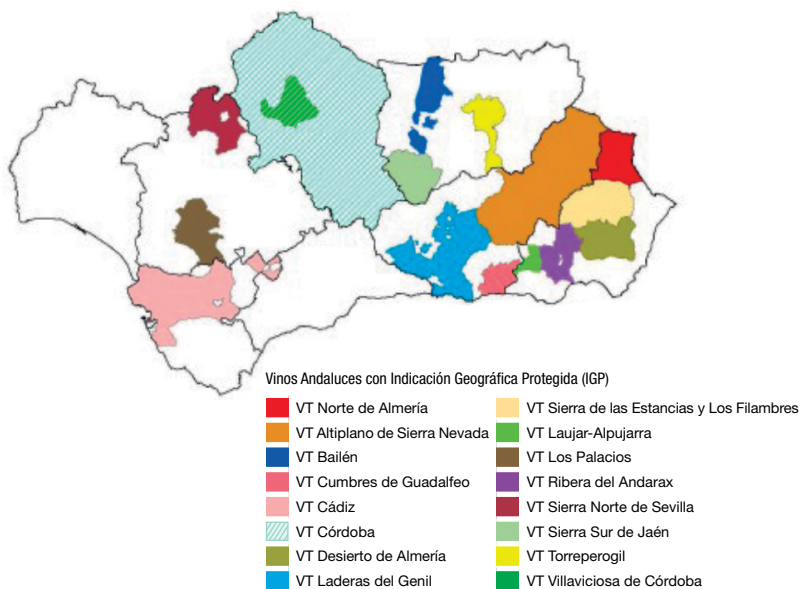 Vinos Andaluces con Indicación Geográfica Protegida (IGP)
VT Norte de Almería
VT Altiplano de Sierra Nevada
VT Bailén
VT Cumbres de Guadalfeo
VT Cádiz
VT Córdoba
VT Desierto de Almería
VT Laderas del Genil
VT Sierra de las Estancias y Los Filambres
VT Laujar-Alpujarra
VT Los Palacios
VT Ribera del Andarax
VT Sierra Norte de Sevilla
VT Sierra Sur de Jaén
VT Torreperogil
VT Villaviciosa de Córdoba